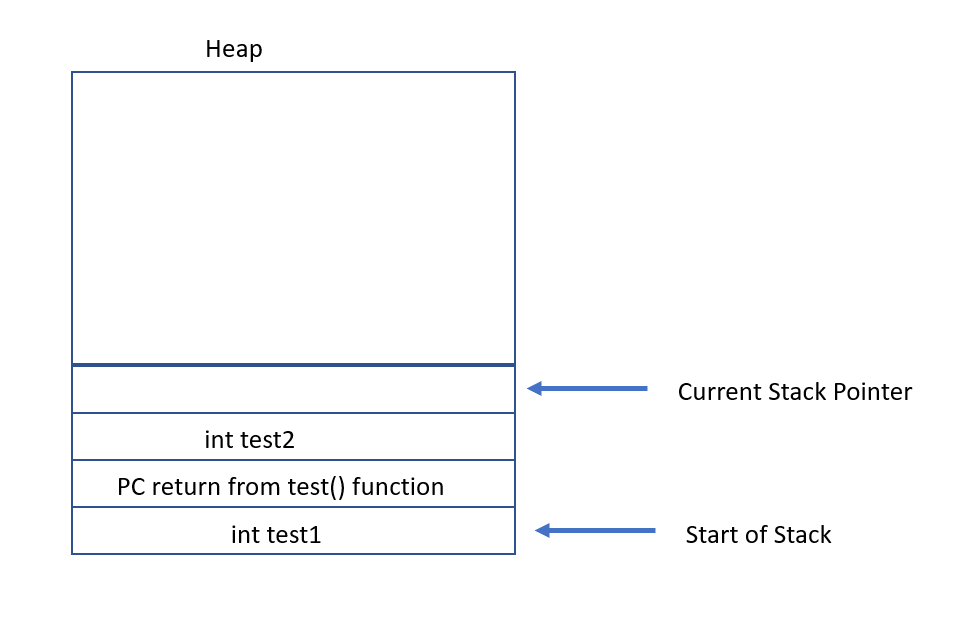 Heap
Current Stack Pointer
int test2
PC return from test() function
int test1
Start of Stack